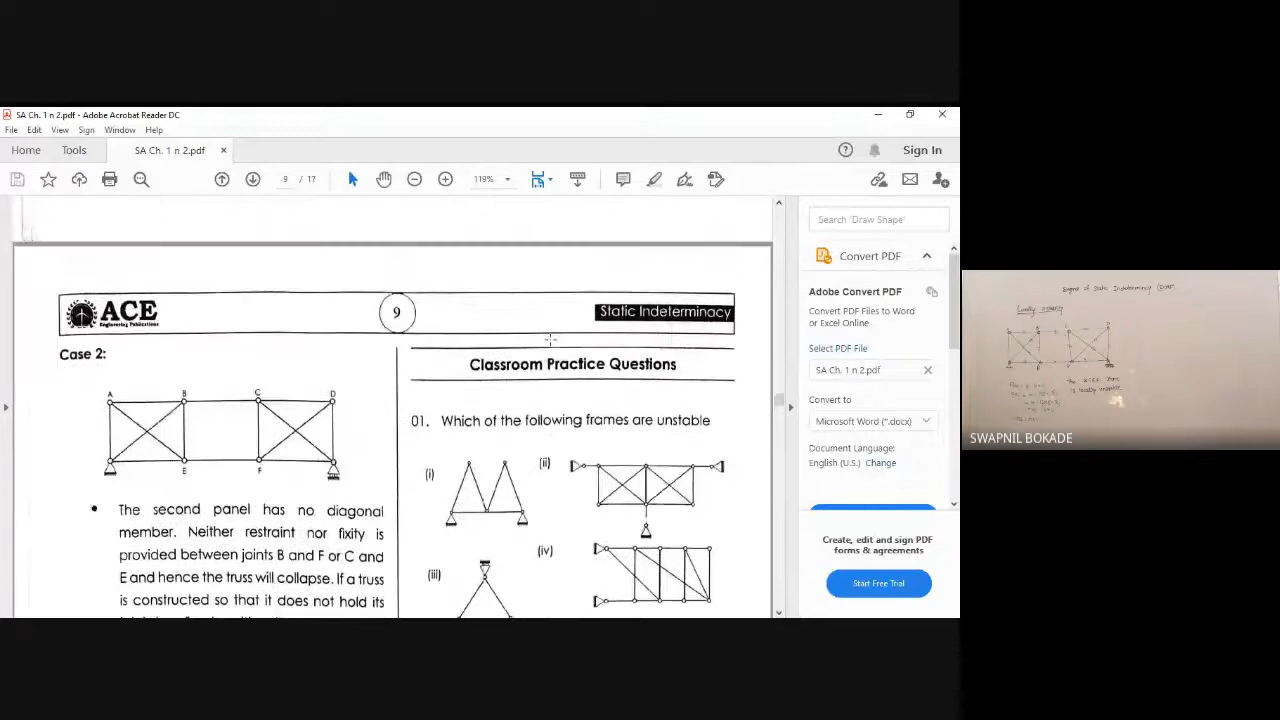 SA Ch. 1 n 2.pdf - Adobe Acrobat Reader DC
File Edit View Sign Window Help
Home Tools SA Ch. 1 n 2.pdf × Sign In
9 / 17 119%
Search 'Draw Shape'
Convert PDF
Adobe Convert PDF
Convert PDF Files to Word
or Excel Online
Select PDF File
SA Ch. 1 n 2.pdf
Convert to
Microsoft Word (*.docx)
Document Language:
English (U.S.) Change
Create, edit and sign PDF
forms & agreements
Start Free Trial
ACE
Engineering Publications
9
Static Indeterminacy
Case 2:
A B C D
E F
• The second panel has no diagonal
member. Neither restraint nor fixity is
provided between joints B and F or C and
E and hence the truss will collapse. If a truss
is constructed so that it does not hold its
Classroom Practice Questions
01. Which of the following frames are unstable
(i)
(ii)
(iii)
(iv)
Degree of Static Indeterminacy
SWAPNIL BOKADE